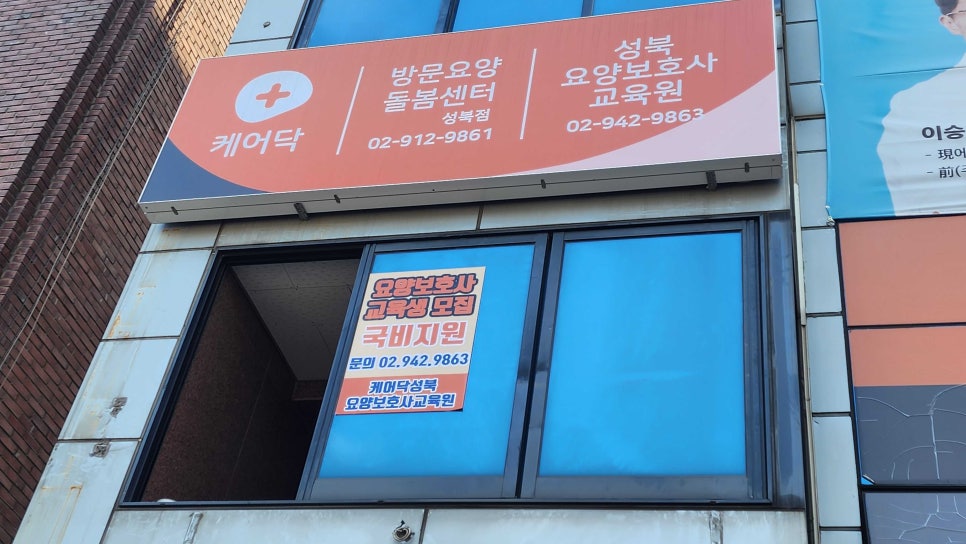 케어닥
방문요양
돌봄센터
성북점
02-912-9861
성북
요양보호사
교육원
02-942-9863
요양보호사
교육생 모집
국비지원
문의 02.942.9863
케어닥성북
요양보호사교육원
이승
- 現
- 前